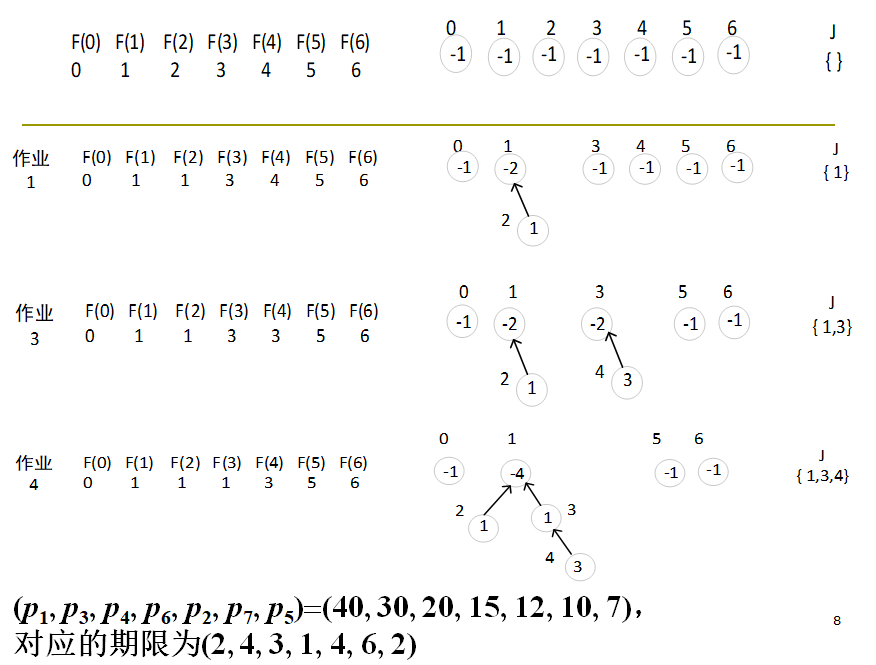 F(0) F(1) F(2) F(3) F(4) F(5) F(6) 0 1 2 3 4 5 6 J
0 1 2 3 4 5 6 -1 -1 -1 -1 -1 -1 -1 { }
作业 F(0) F(1) F(2) F(3) F(4) F(5) F(6) 0 1 3 4 5 6 J
1 0 1 1 3 4 5 6 -1 -2 -1 -1 -1 -1 { 1}
2 1
作业 F(0) F(1) F(2) F(3) F(4) F(5) F(6) 0 1 3 5 6 J
3 0 1 1 3 3 5 6 -1 -2 -2 -1 -1 { 1,3}
2 1 4 3
作业 F(0) F(1) F(2) F(3) F(4) F(5) F(6) 0 1 5 6 J
4 0 1 1 1 3 5 6 -1 -4 -1 -1 { 1,3,4}
2 1 1 3
4 3
(p1, p3, p4, p6, p2, p7, p5)=(40, 30, 20, 15, 12, 10, 7)，
对应的期限为(2, 4, 3, 1, 4, 6, 2)
8